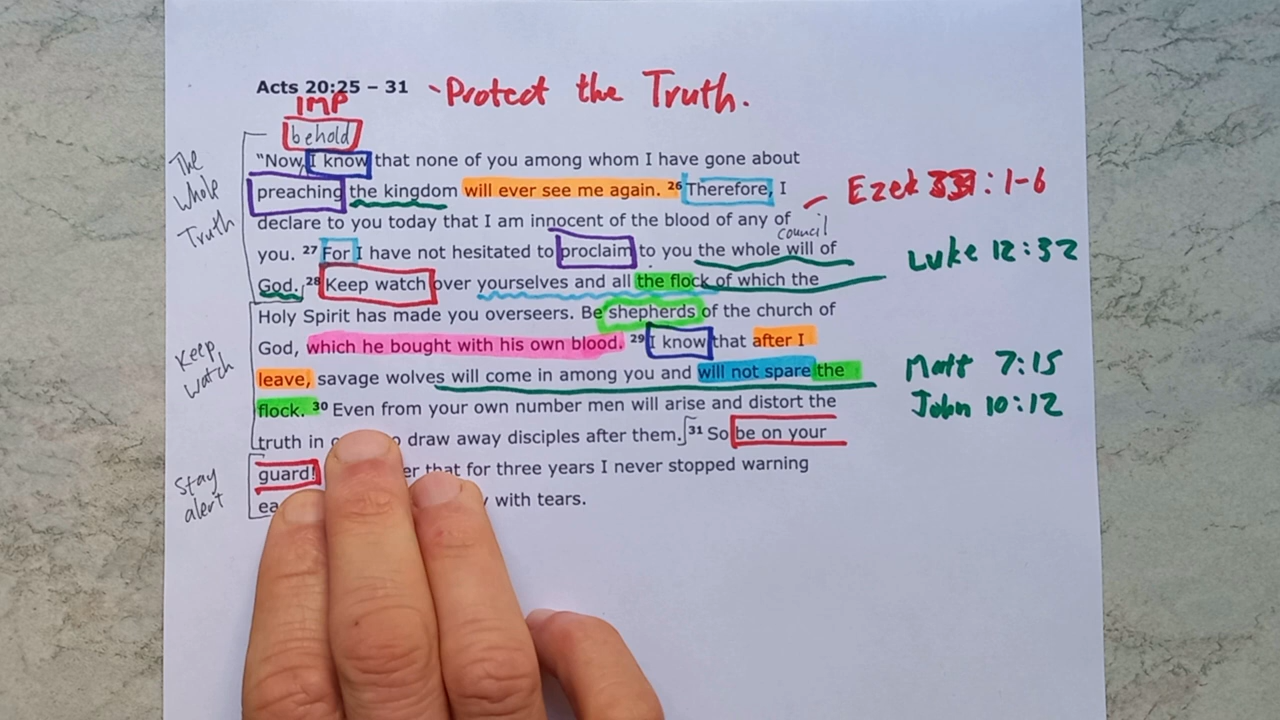 Acts 20:25 – 31 - Protect the Truth.
IMP
behold
The Whole Truth
“Now, I know that none of you among whom I have gone about
preaching the kingdom will ever see me again. 26 Therefore, I
Ezek 33:1-6
declare to you today that I am innocent of the blood of any of
council
you. 27 For I have not hesitated to proclaim to you the whole will of
Luke 12:32
God. 28 Keep watch over yourselves and all the flock of which the
Holy Spirit has made you overseers. Be shepherds of the church of
Keep watch
God, which he bought with his own blood. 29 I know that after I
leave, savage wolves will come in among you and will not spare the
Matt 7:15
flock. 30 Even from your own number men will arise and distort the
John 10:12
truth in draw away disciples after them. 31 So be on your
Stay alert
guard! that for three years I never stopped warning
with tears.